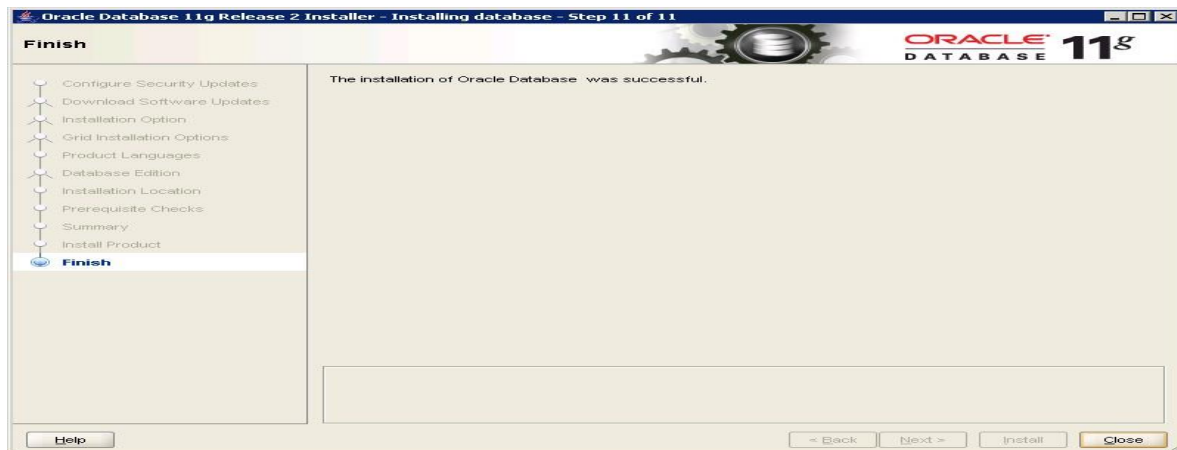 Oracle Database 11g Release 2 Installer - Installing database - Step 11 of 11
Finish
ORACLE
DATABASE
11g
Configure Security Updates
Download Software Updates
Installation Option
Grid Installation Options
Product Languages
Database Edition
Installation Location
Prerequisite Checks
Summary
Install Product
Finish
The installation of Oracle Database was successful.
Help
< Back
Next >
Install
Close